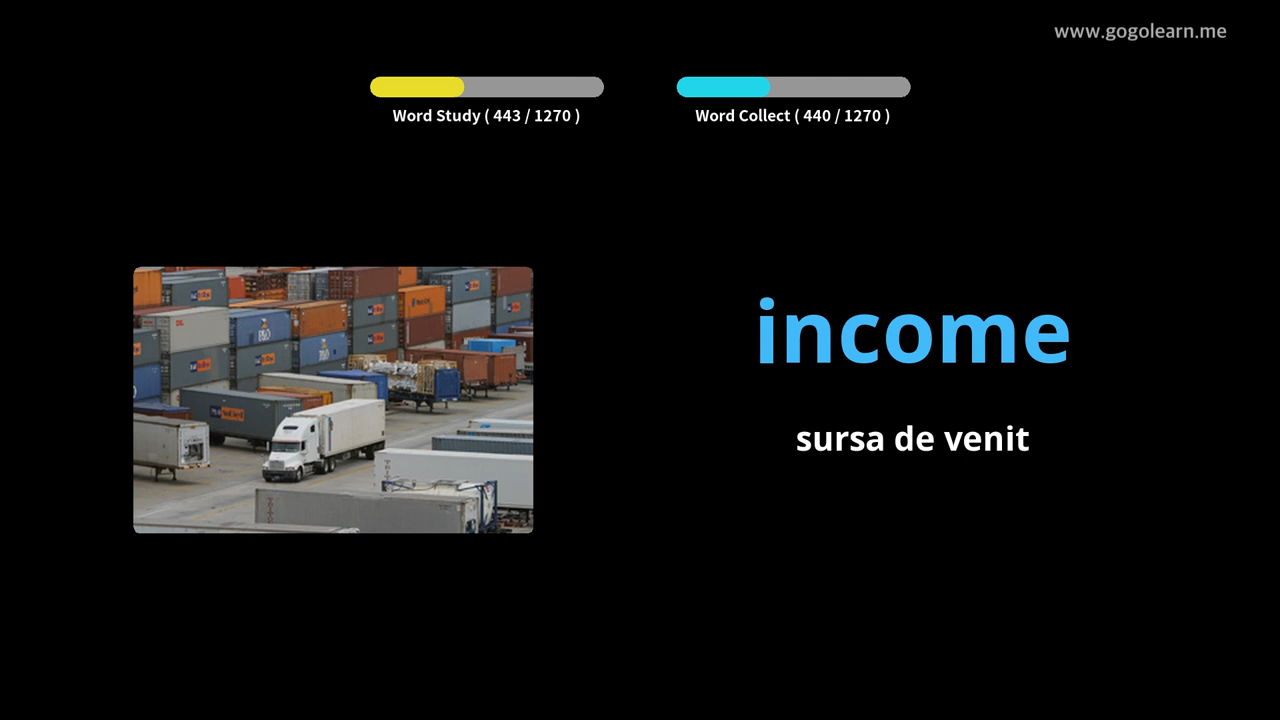 www.gogolearn.me
Word Study ( 443 / 1270 )
Word Collect ( 440 / 1270 )
income
sursa de venit